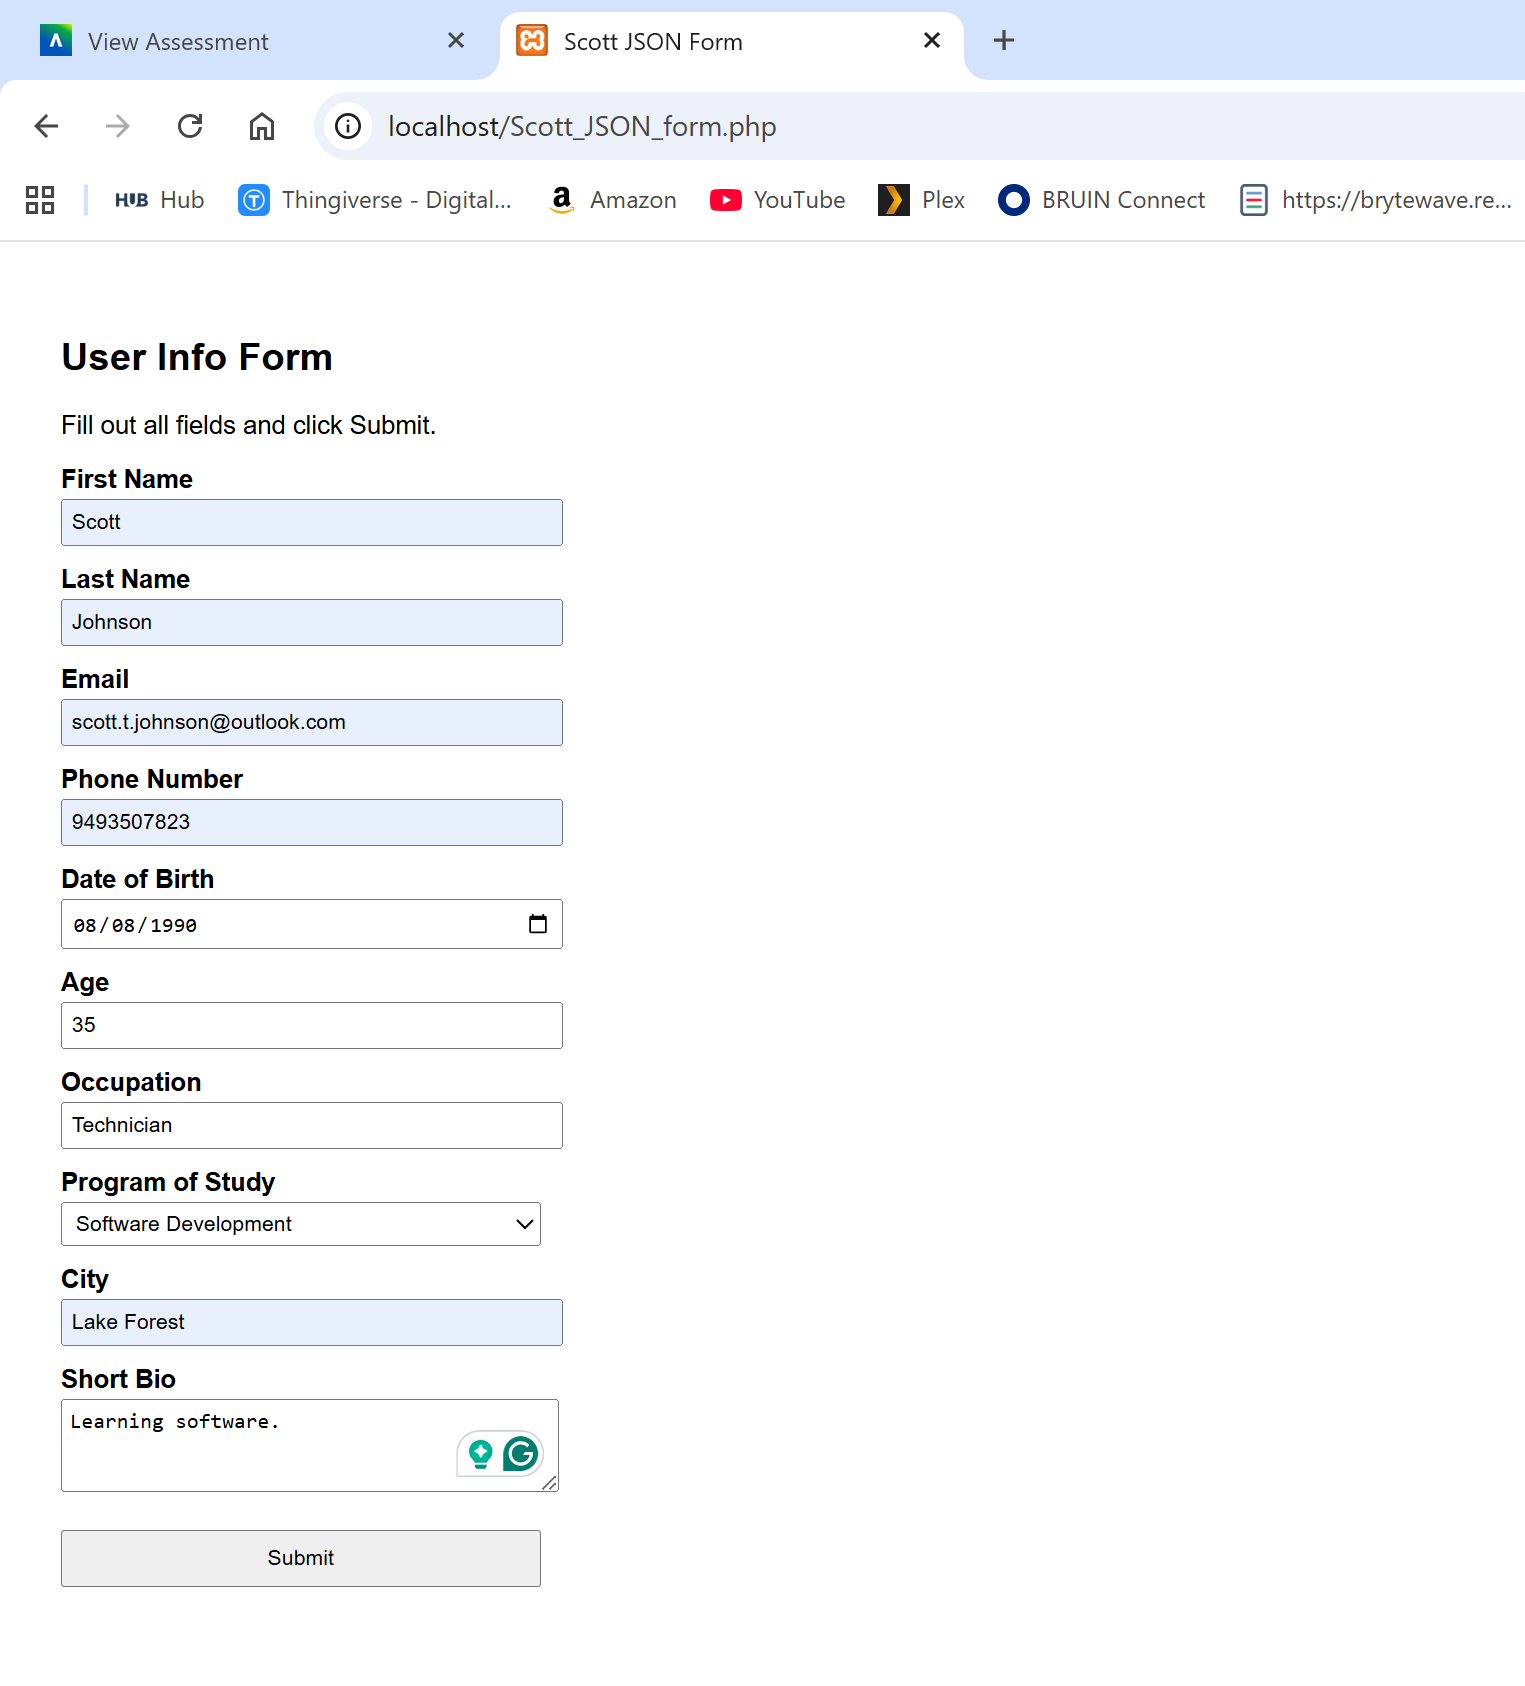 View Assessment
Scott JSON Form
localhost/Scott_JSON_form.php
HUB Hub
Thingiverse - Digital...
a Amazon
YouTube
Plex
BRUIN Connect
https://brytewave.re...
User Info Form
Fill out all fields and click Submit.
First Name
Scott
Last Name
Johnson
Email
scott.t.johnson@outlook.com
Phone Number
9493507823
Date of Birth
08/08/1990
Age
35
Occupation
Technician
Program of Study
Software Development
City
Lake Forest
Short Bio
Learning software.
Submit